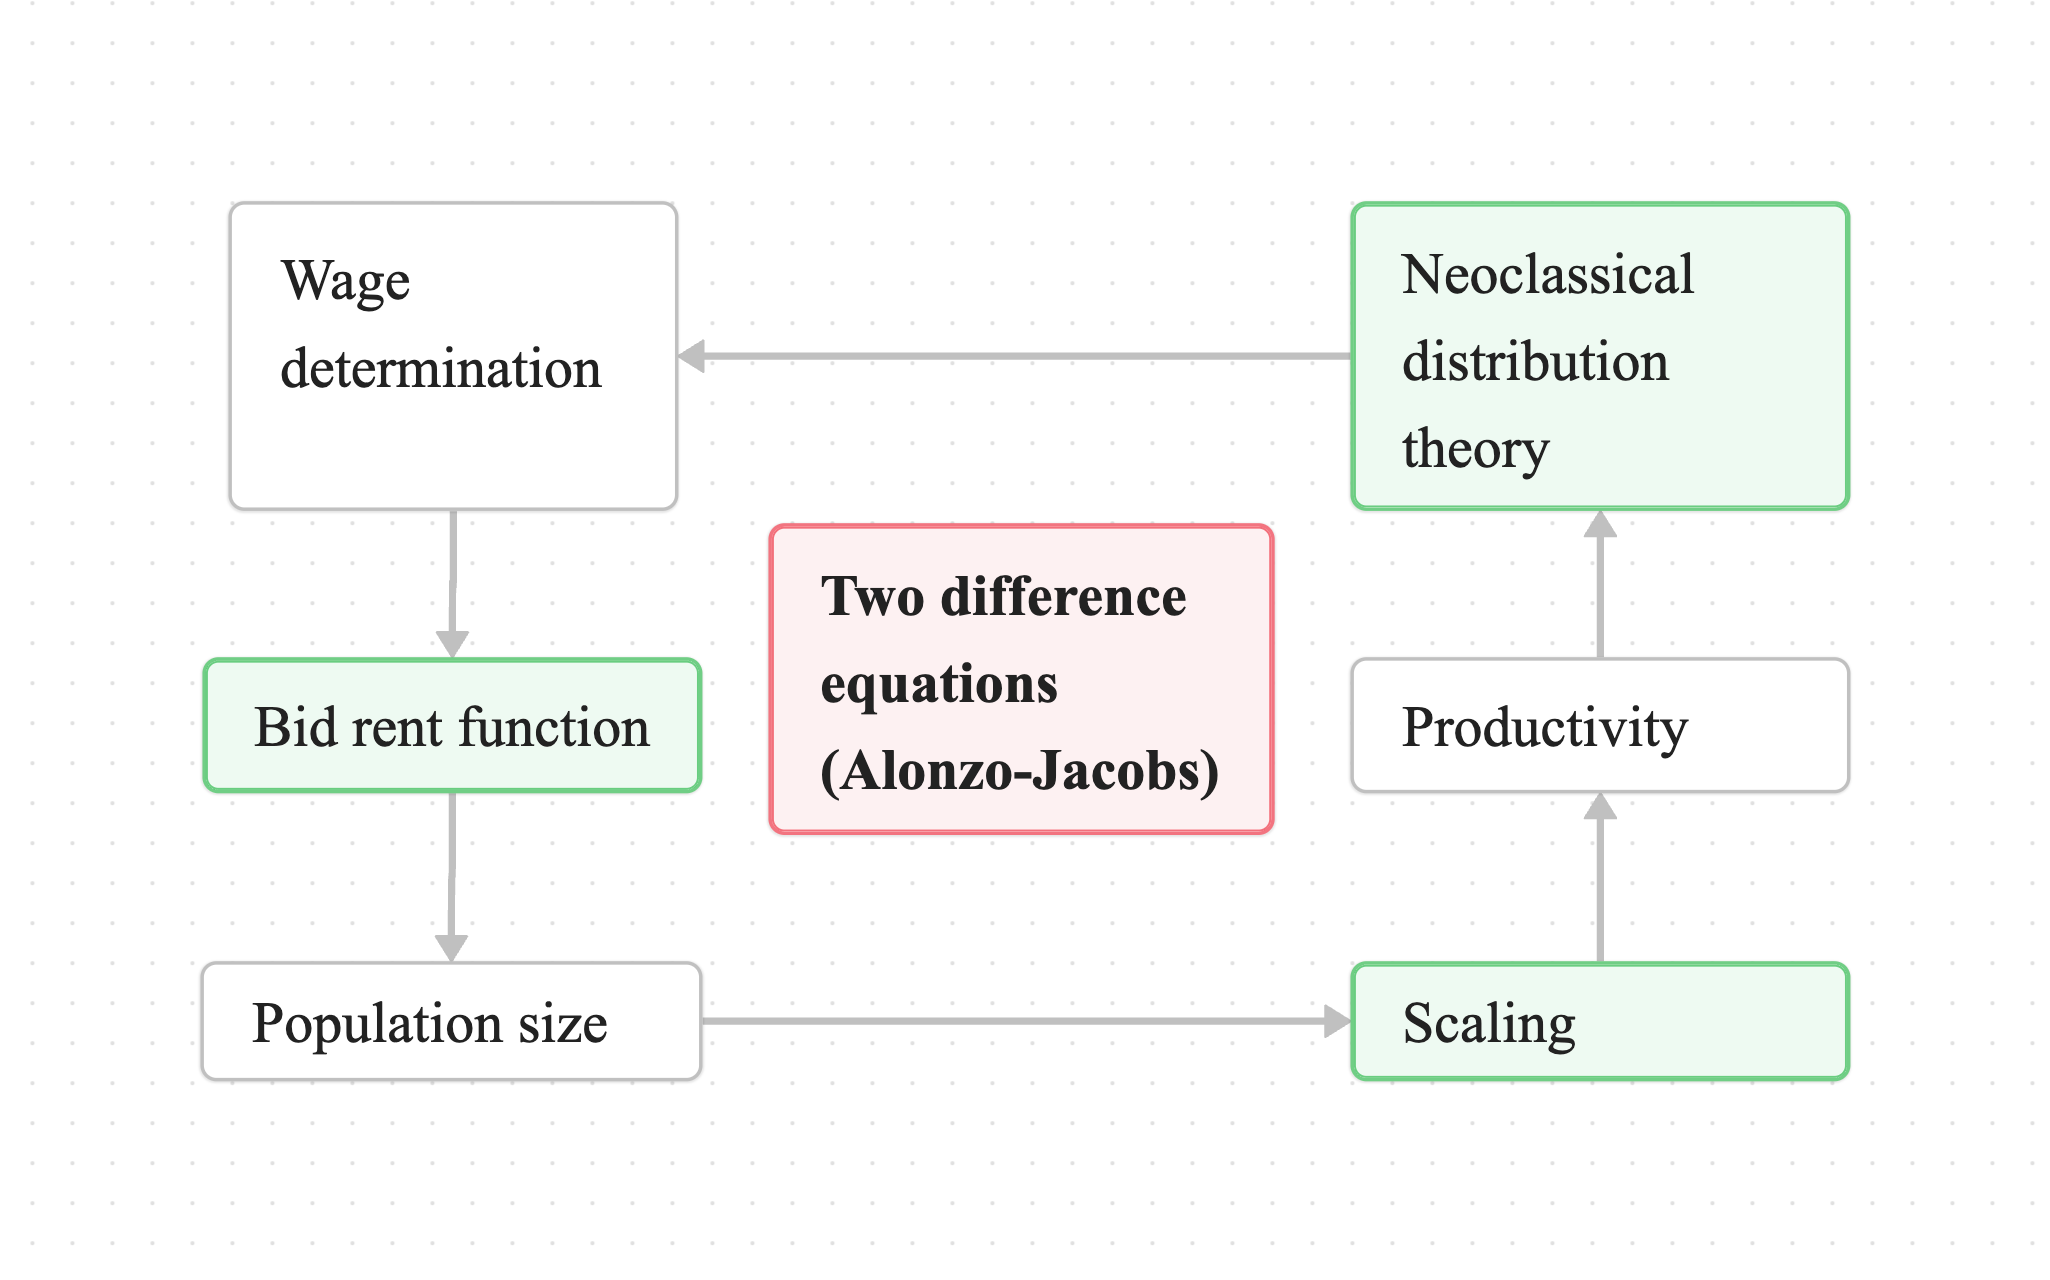 Wage
determination
Neoclassical
distribution
theory
Two difference
equations
(Alonzo-Jacobs)
Bid rent function
Productivity
Population size
Scaling